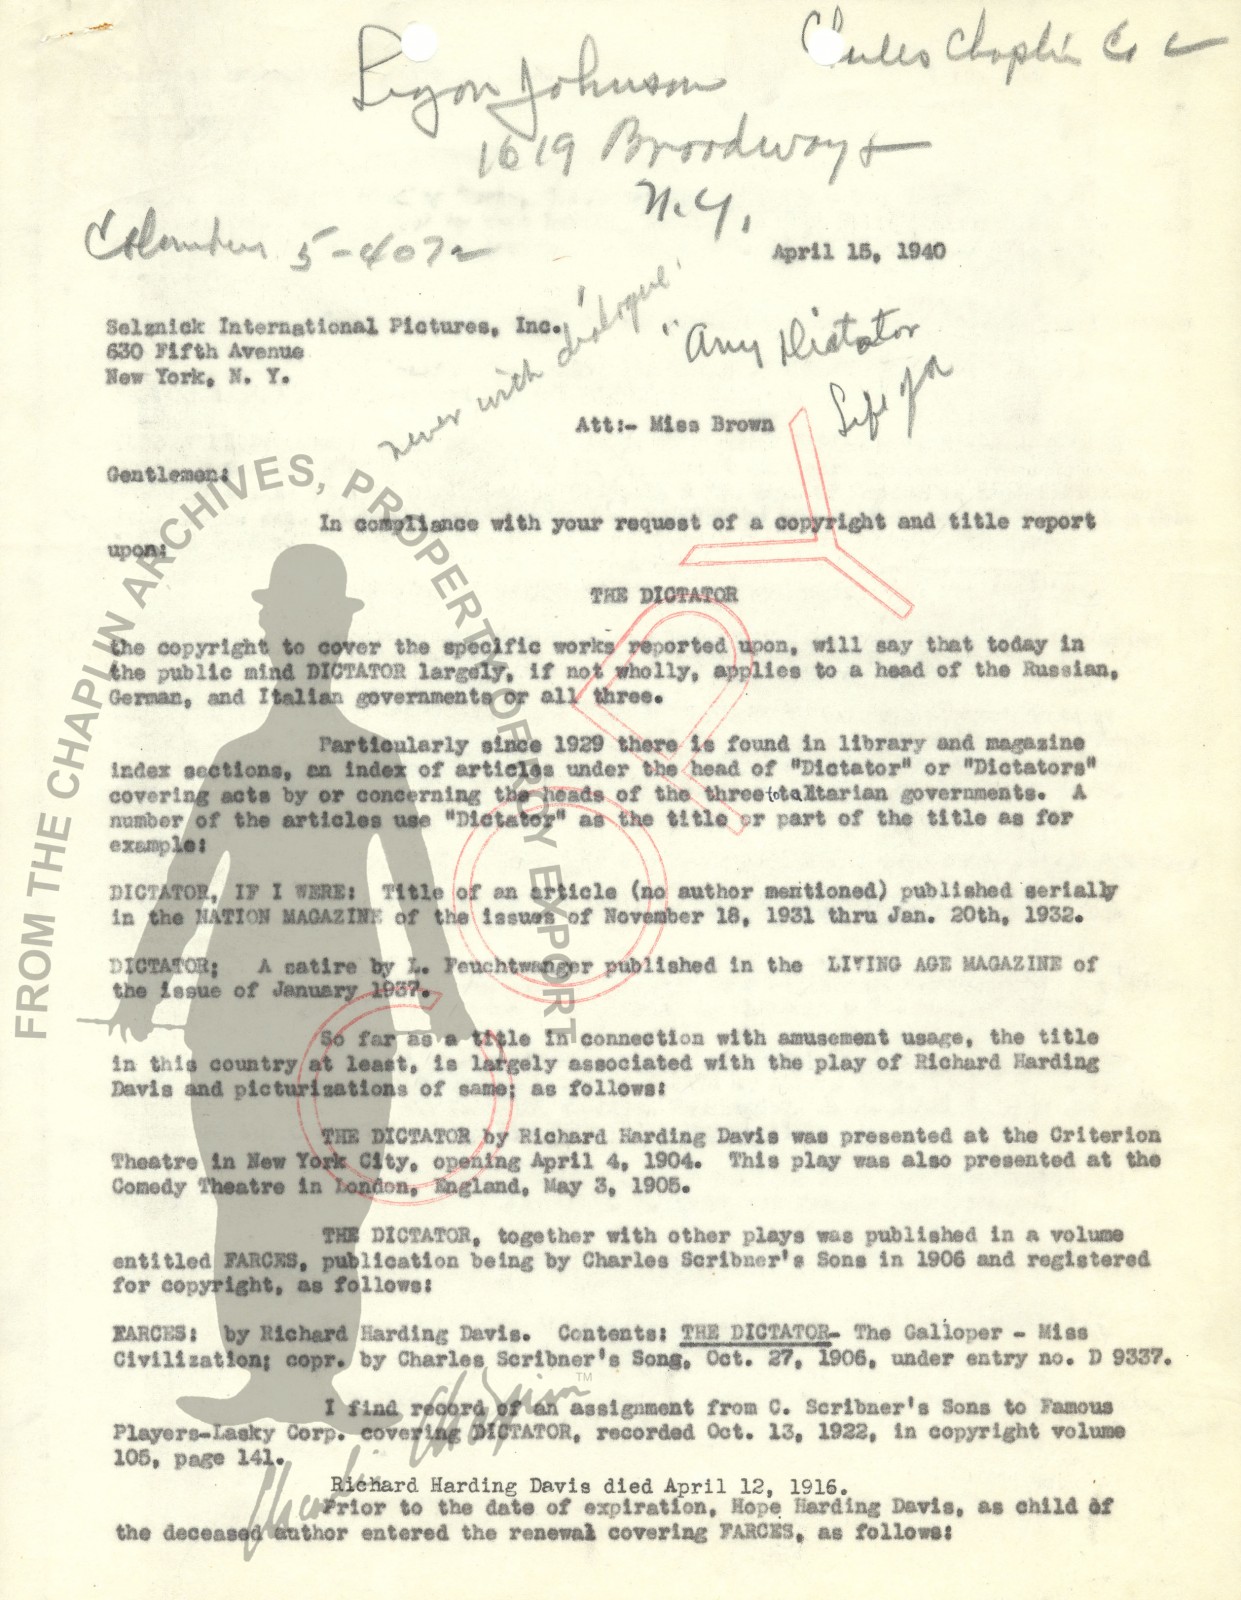 Charles Chaplin Co
Ligon Johnson
1619 Broadway
N.Y.
Columbus 5-4072
April 15, 1940
never with dialogue
Selznick International Pictures, Inc.
630 Fifth Avenue
New York, N. Y.
"Any Dictator
Life of a
Att:- Miss Brown
Gentlemen:
In compliance with your request of a copyright and title report
upon:
THE DICTATOR
the copyright to cover the specific works reported upon, will say that today in
the public mind DICTATOR largely, if not wholly, applies to a head of the Russian,
German, and Italian governments or all three.
Particularly since 1929 there is found in library and magazine
index sections, an index of articles under the head of "Dictator" or "Dictators"
covering acts by or concerning the heads of the three totalitarian governments. A
number of the articles use "Dictator" as the title or part of the title as for
example:
DICTATOR, IF I WERE: Title of an article (no author mentioned) published serially
in the NATION MAGAZINE of the issues of November 18, 1931 thru Jan. 20th, 1932.
DICTATOR; A satire by L. Feuchtwanger published in the LIVING AGE MAGAZINE of
the issue of January 1937.
So far as a title in connection with amusement usage, the title
in this country at least, is largely associated with the play of Richard Harding
Davis and picturizations of same; as follows:
THE DICTATOR by Richard Harding Davis was presented at the Criterion
Theatre in New York City, opening April 4, 1904. This play was also presented at the
Comedy Theatre in London, England, May 3, 1905.
THE DICTATOR, together with other plays was published in a volume
entitled FARCES, publication being by Charles Scribner's Sons in 1906 and registered
for copyright, as follows:
FARCES: by Richard Harding Davis. Contents: THE DICTATOR- The Galloper - Miss
Civilization; copr. by Charles Scribner's Song, Oct. 27, 1906, under entry no. D 9337.
I find record of an assignment from C. Scribner's Sons to Famous
Players-Lasky Corp. covering DICTATOR, recorded Oct. 13, 1922, in copyright volume
105, page 141.
Richard Harding Davis died April 12, 1916.
Prior to the date of expiration, Hope Harding Davis, as child of
the deceased author entered the renewal covering FARCES, as follows:
COPY
FROM THE CHAPLIN ARCHIVES, PROPERTY OF ROY EXPORT
Charlie Chaplin™